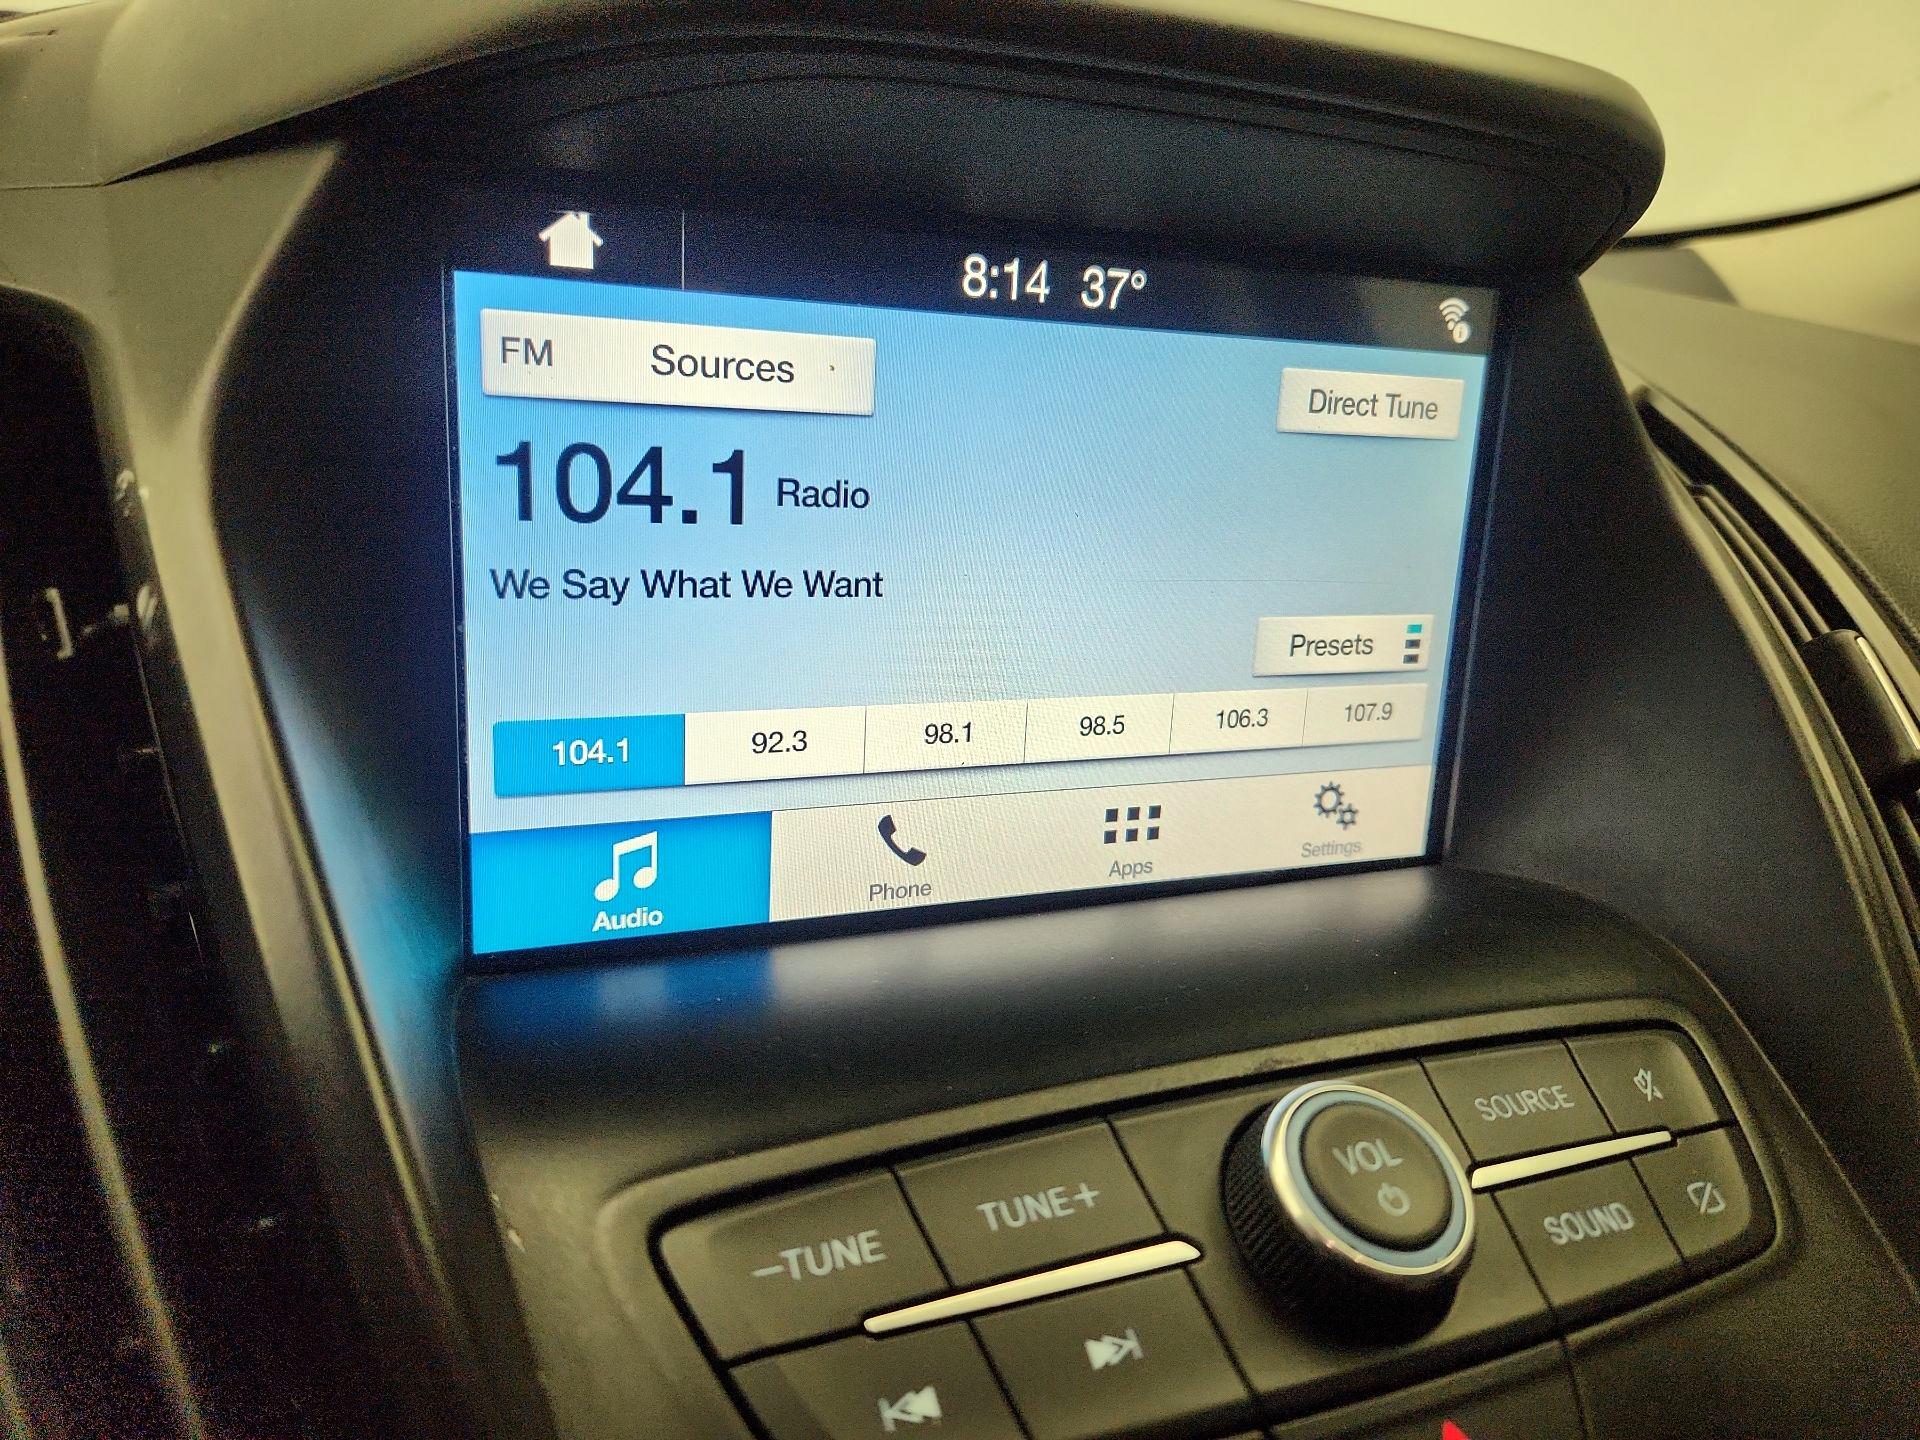 8:14 37°
FM Sources
Direct Tune
104.1 Radio
We Say What We Want
Presets
104.1 92.3 98.1 98.5 106.3 107.9
Audio Phone Apps Settings
–TUNE TUNE+ VOL SOURCE
SOUND